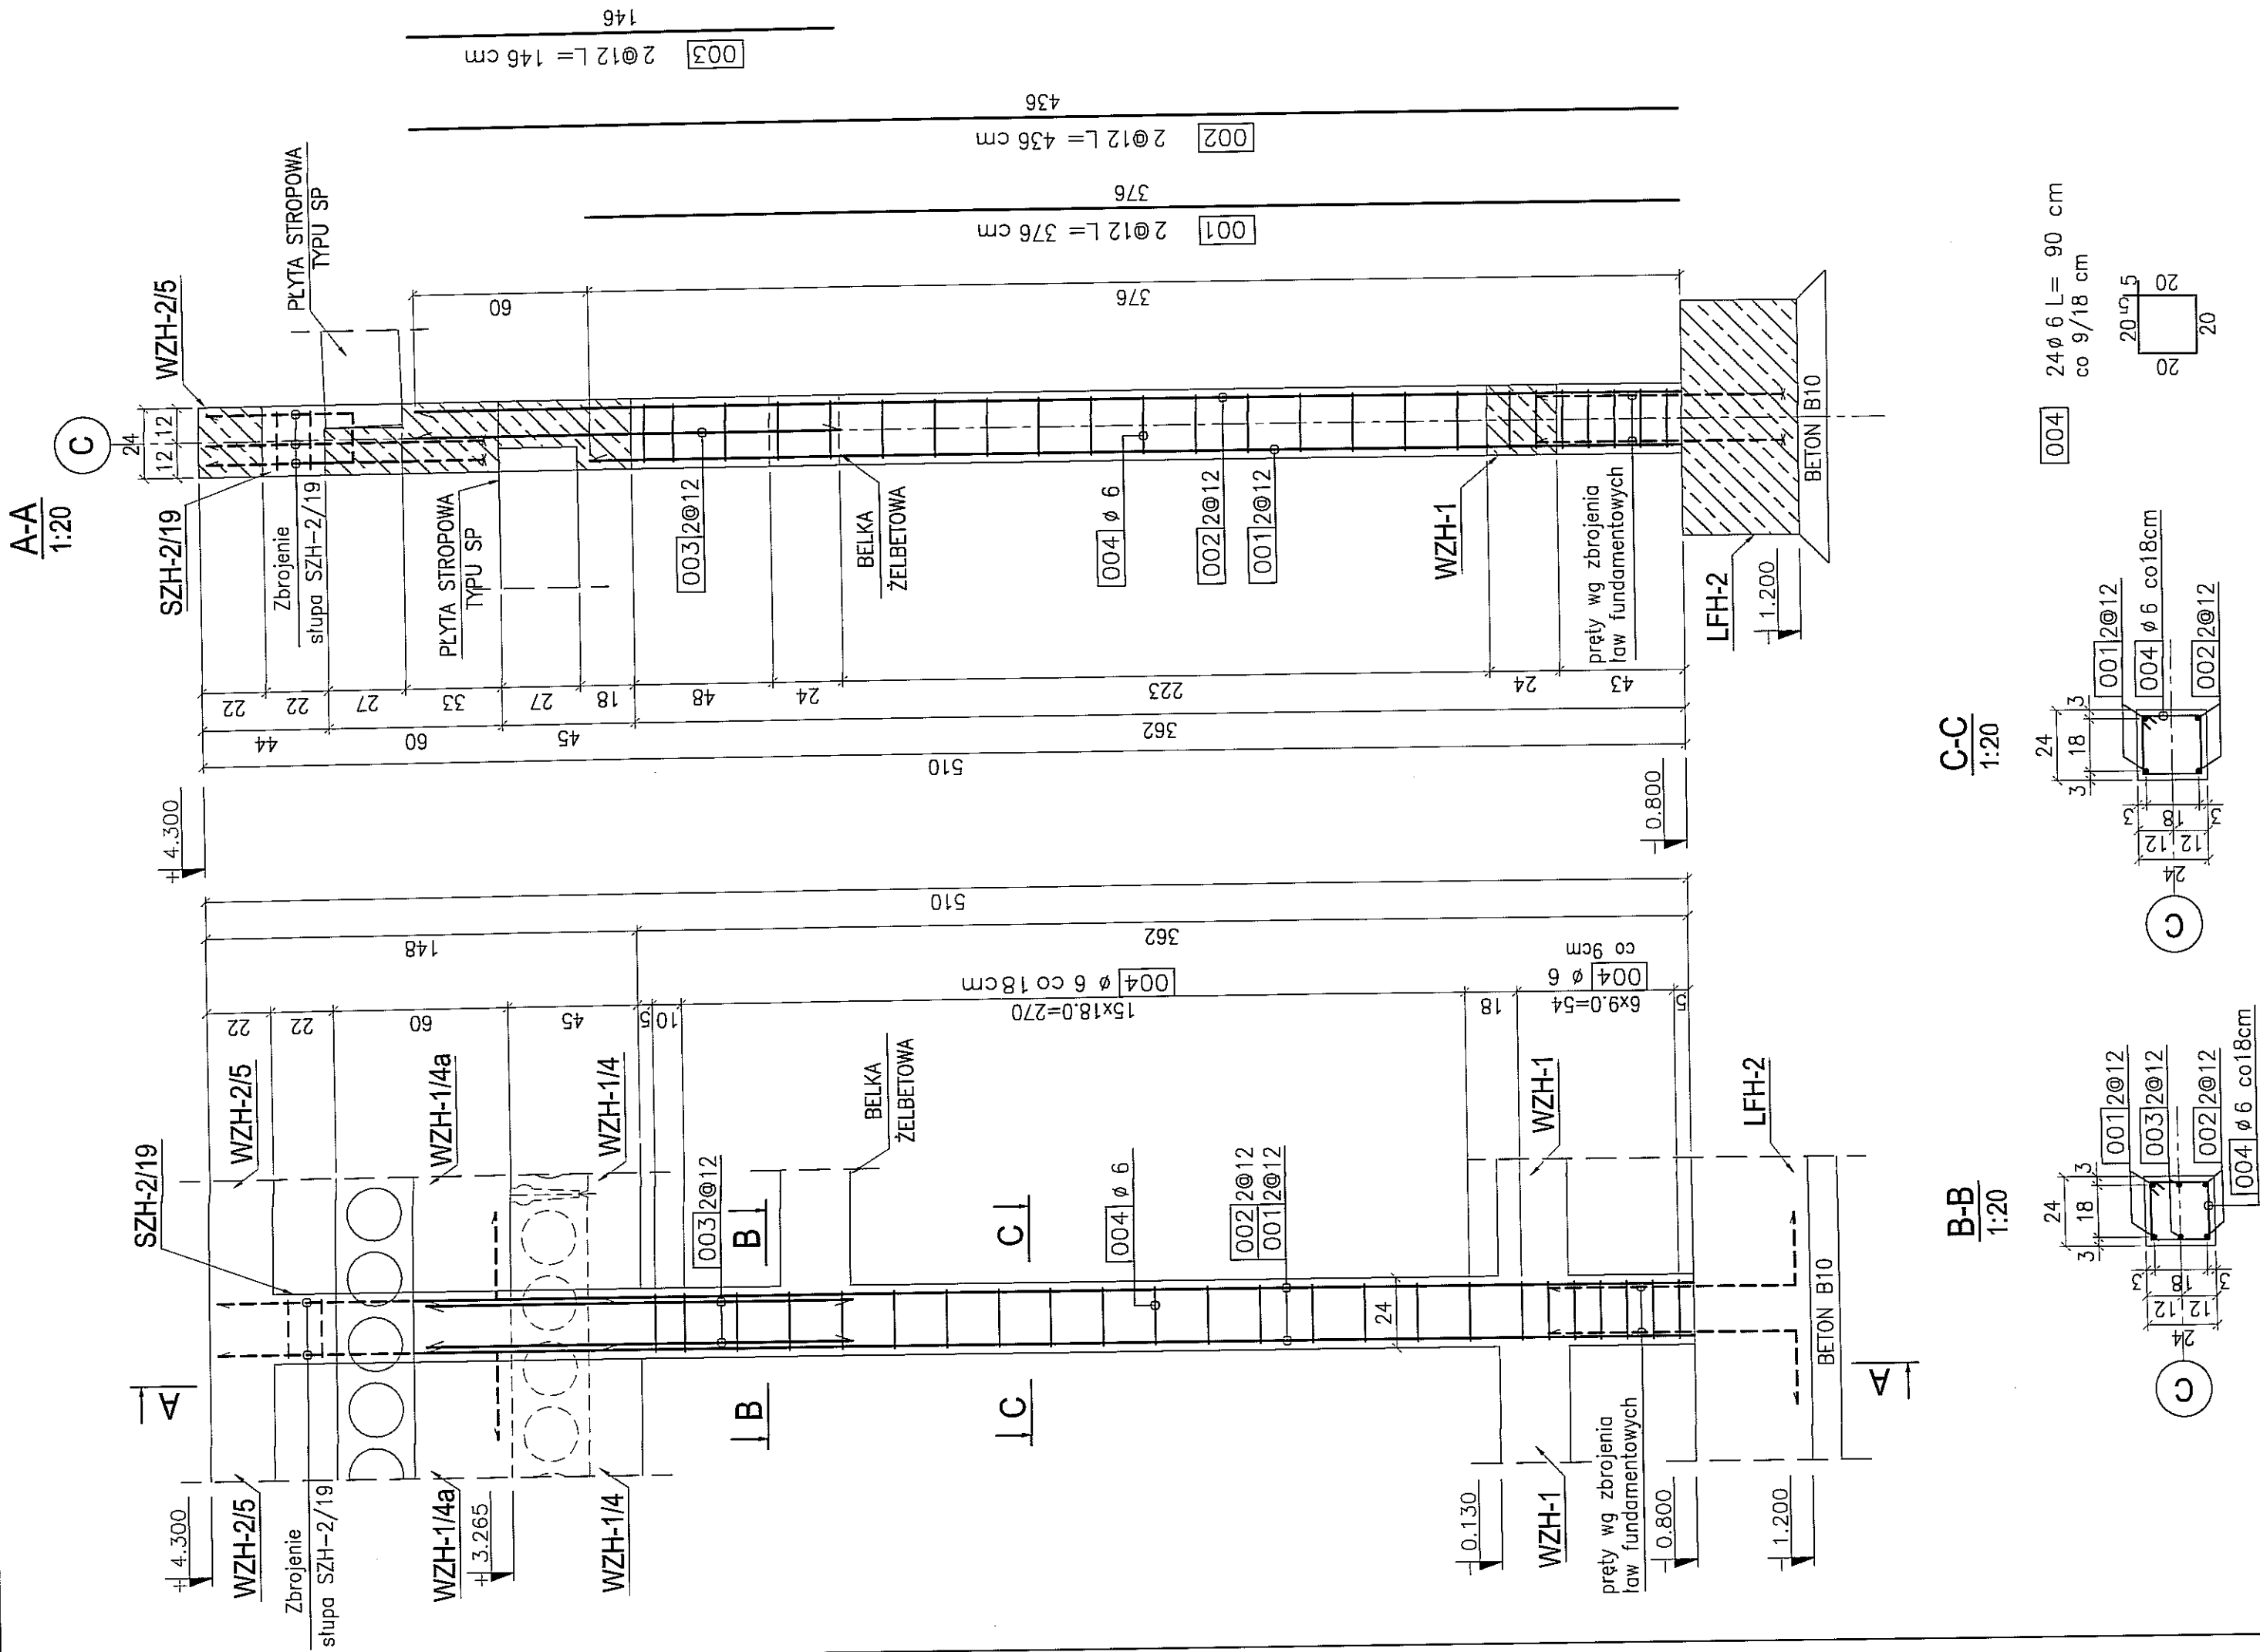 A-A
1:20
C
24
12 12
WZH-2/5
SZH-2/19
PŁYTA STROPOWA
TYPU SP
Zbrojenie
słupa SZH-2/19
PŁYTA STROPOWA
TYPU SP
003 2@12
BELKA
ŻELBETOWA
004 ø 6
002 2@12
001 2@12
WZH-1
pręty wg zbrojenia
ław fundamentowych
LFH-2
-1.200
BETON B10
60
376
22
22
27
33
27
18
48
24
223
24
43
44
60
45
362
510
+4.300
-0.800
146
003 2@12 L= 146 cm
436
002 2@12 L= 436 cm
376
001 2@12 L= 376 cm
004
24ø 6 L= 90 cm
co 9/18 cm
20 5 5
20
20
20
510
148
362
22
22
60
45
5
10
004 ø 6 co 18cm
15x18.0=270
18
004 ø 6
co 9cm
6x9.0=54
5
SZH-2/19
WZH-2/5
WZH-1/4a
WZH-1/4
BELKA
ŻELBETOWA
003 2@12
B
C
004 ø 6
002 2@12
001 2@12
24
WZH-1
LFH-2
BETON B10
A
B
C
A
+4.300
WZH-2/5
Zbrojenie
słupa SZH-2/19
WZH-1/4a
+3.265
WZH-1/4
-0.130
WZH-1
pręty wg zbrojenia
ław fundamentowych
-0.800
-1.200
C-C
1:20
24
3 18 3
001 2@12
004 ø 6 co18cm
002 2@12
3 18 3
12 12
24
C
B-B
1:20
24
3 18 3
001 2@12
003 2@12
002 2@12
004 ø 6 co18cm
3 18 3
12 12
24
C